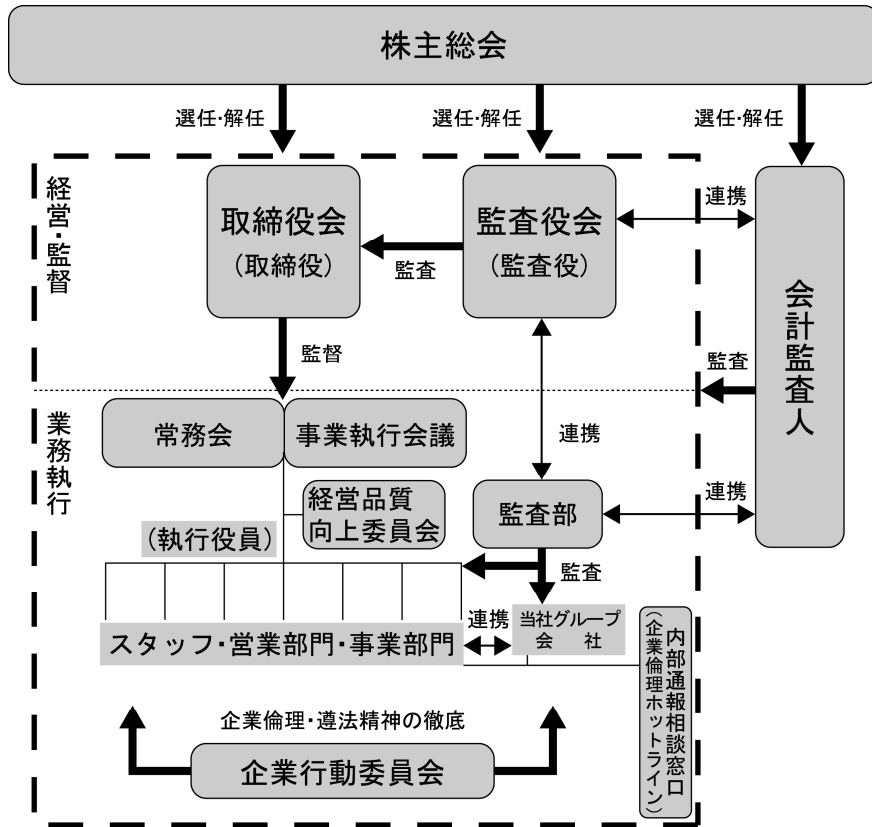 株主総会
選任・解任
選任・解任
選任・解任
経営・監督
取締役会
(取締役)
監査
監査役会
(監査役)
連携
会計監査人
監督
監査
業務執行
常務会
事業執行会議
連携
経営品質
向上委員会
監査部
連携
(執行役員)
監査
スタッフ・営業部門・事業部門
連携
当社グループ
会　社
内部通報相談窓口
(企業倫理ホットライン)
企業倫理・遵法精神の徹底
企業行動委員会